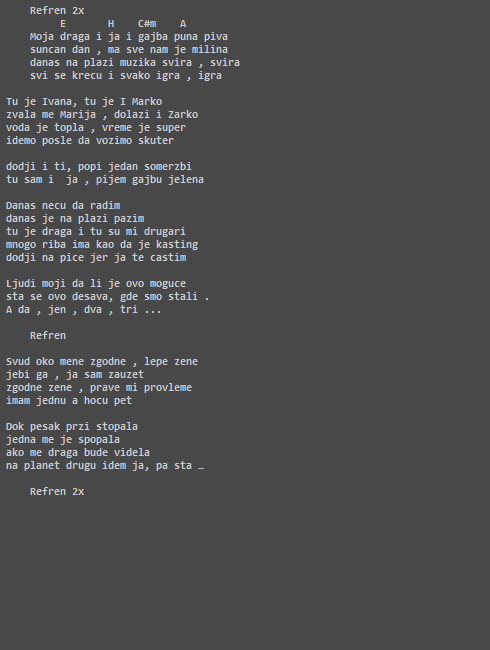 Refren 2x
E H C#m A
Moja draga i ja i gajba puna piva
suncan dan , ma sve nam je milina
danas na plazi muzika svira , svira
svi se krecu i svako igra , igra
Tu je Ivana, tu je I Marko
zvala me Marija , dolazi i Zarko
voda je topla , vreme je super
idemo posle da vozimo skuter
dodji i ti, popi jedan somerzbi
tu sam i  ja , pijem gajbu jelena
Danas necu da radim
danas je na plazi pazim
tu je draga i tu su mi drugari
mnogo riba ima kao da je kasting
dodji na pice jer ja te castim
Ljudi moji da li je ovo moguce
sta se ovo desava, gde smo stali .
A da , jen , dva , tri ...
Refren
Svud oko mene zgodne , lepe zene
jebi ga , ja sam zauzet
zgodne zene , prave mi provleme
imam jednu a hocu pet
Dok pesak przi stopala
jedna me je spopala
ako me draga bude videla
na planet drugu idem ja, pa sta …
Refren 2x